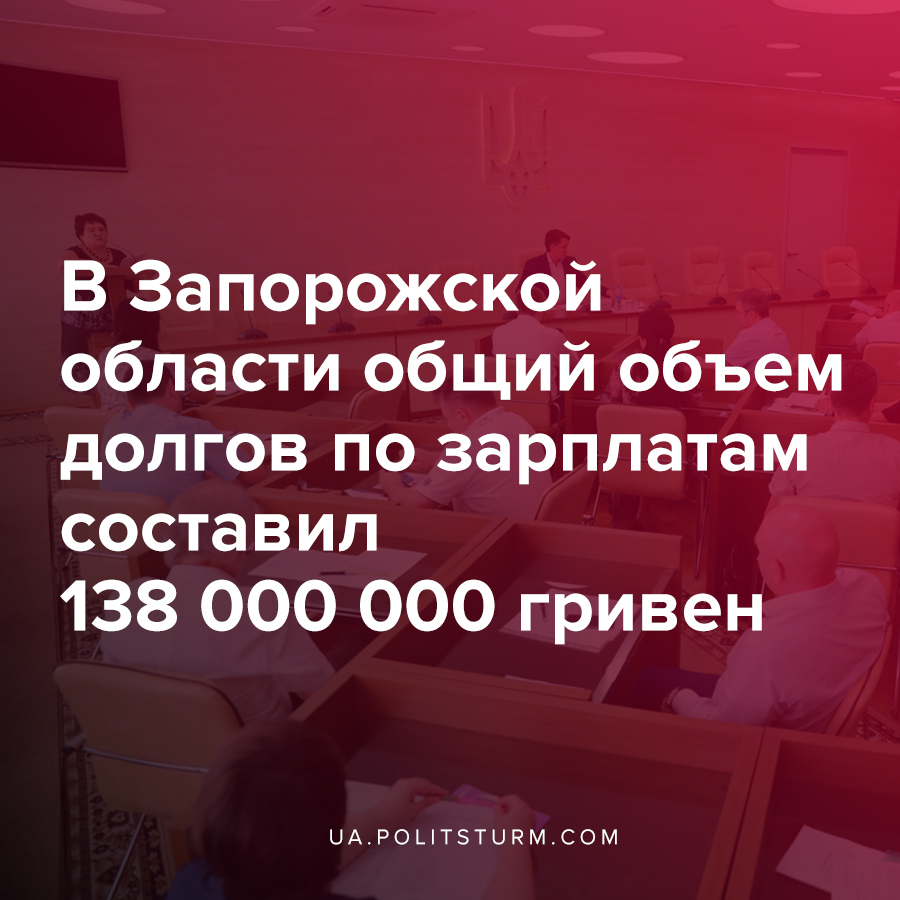 В Запорожской
области общий объем
долгов по зарплатам
составил
138 000 000 гривен
UA.POLITSTURM.COM